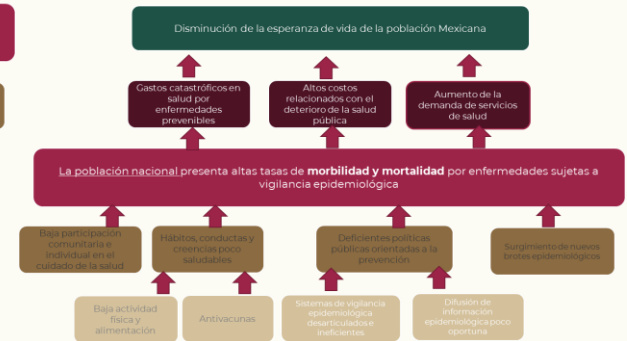 Disminución de la esperanza de vida de la población Mexicana
Gastos catastróficos en
salud por
enfermedades
prevenibles
Altos costos
relacionados con el
deterioro de la salud
pública
Aumento de la
demanda de servicios
de salud
La población nacional presenta altas tasas de morbilidad y mortalidad por enfermedades sujetas a
vigilancia epidemiológica
Baja participación
comunitaria e
individual en el
cuidado de la salud
Hábitos, conductas y
creencias poco
saludables
Deficientes políticas
públicas orientadas a la
prevención
Surgimiento de nuevos
brotes epidemiológicos
Baja actividad
física y
alimentación
Antivacunas
Sistemas de vigilancia
epidemiológica
desarticulados e
ineficientes
Difusión de
información
epidemiológica poco
oportuna